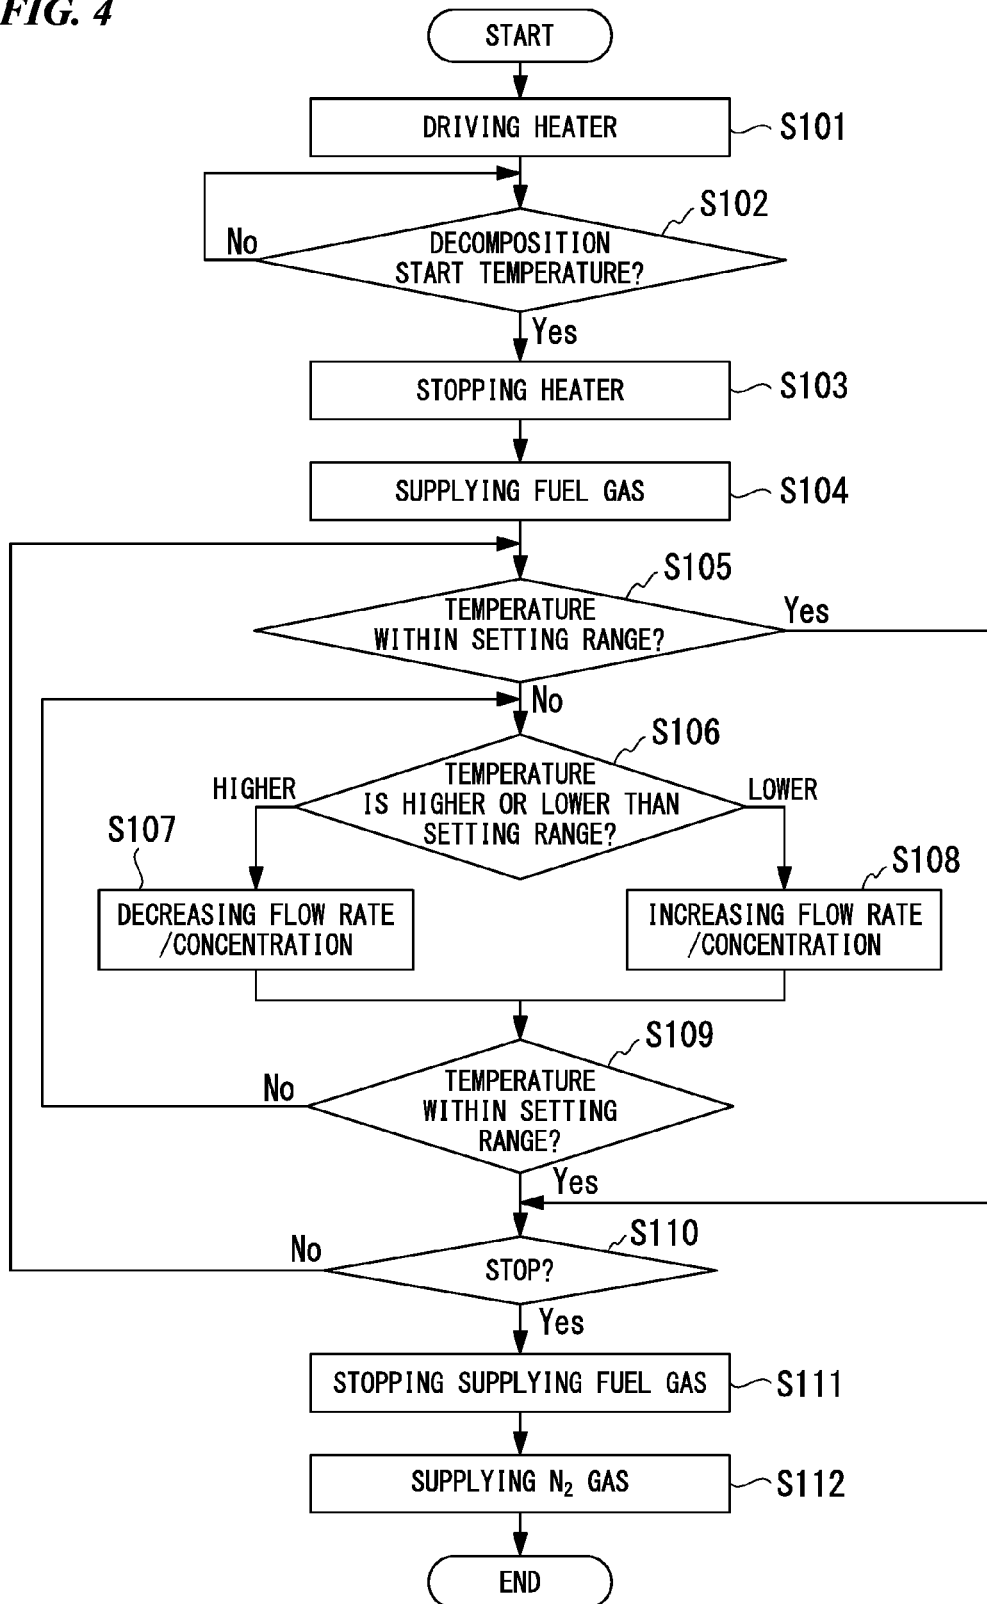 FIG. 4
START
DRIVING HEATER
S101
S102
DECOMPOSITION
START TEMPERATURE?
No
Yes
STOPPING HEATER
S103
SUPPLYING FUEL GAS
S104
S105
TEMPERATURE
WITHIN SETTING RANGE?
Yes
No
S106
TEMPERATURE
IS HIGHER OR LOWER THAN
SETTING RANGE?
HIGHER
LOWER
S107
DECREASING FLOW RATE
/CONCENTRATION
S108
INCREASING FLOW RATE
/CONCENTRATION
S109
TEMPERATURE
WITHIN SETTING
RANGE?
No
Yes
S110
STOP?
No
Yes
STOPPING SUPPLYING FUEL GAS
S111
SUPPLYING N₂ GAS
S112
END